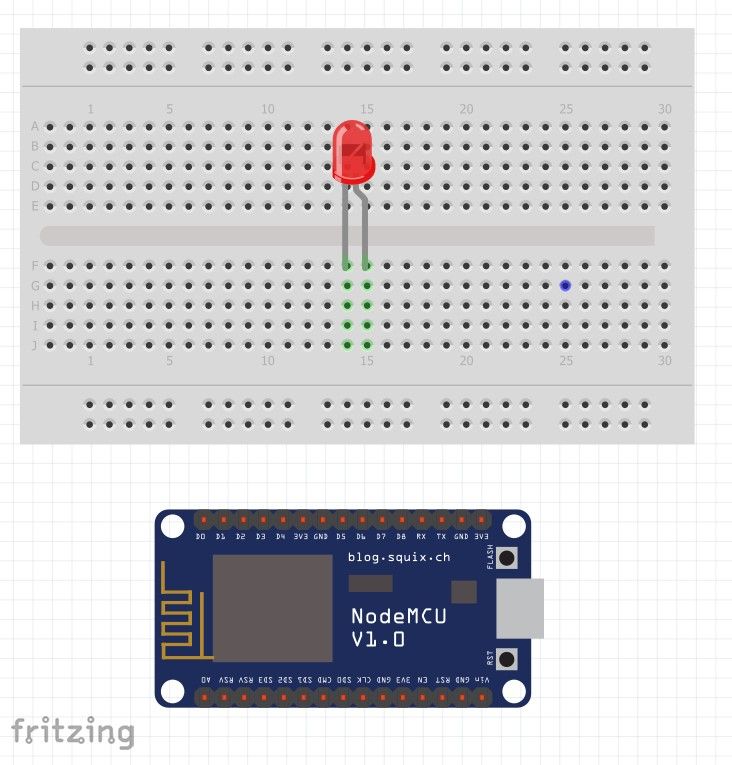 1 5 10 15 20 25 30
A
B
C
D
E
F
G
H
I
J
1 5 10 15 20 25 30
D0 D1 D2 D3 D4 3V3 GND D5 D6 D7 D8 RX TX GND 3V3
blog.squix.ch
FLASH
NodeMCU
V1.0
RST
A0 RSV RSV SD3 SD2 SD1 CMD SD0 CLK GND 3V3 EN RST GND Vin
fritzing